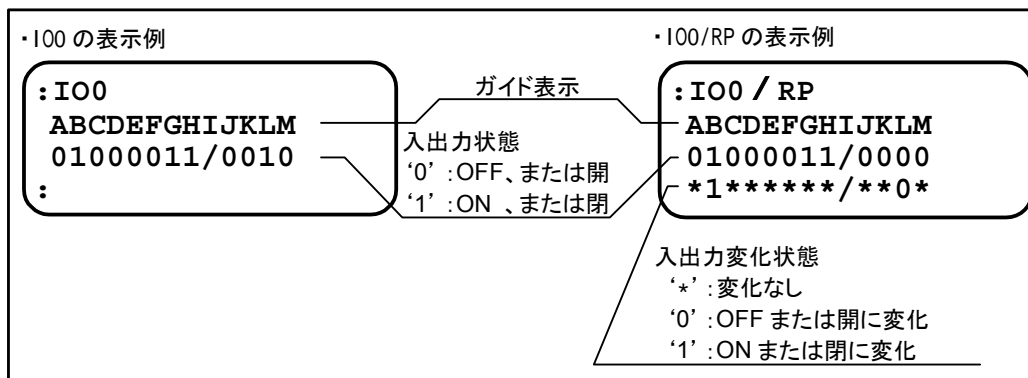 ・IO0 の表示例
:IO0
ABCDEFGHIJKLM
01000011/0010
:
ガイド表示
入出力状態
‘0’:OFF、または開
‘1’:ON 、または閉
・IO0/RP の表示例
:IO0 / RP
ABCDEFGHIJKLM
01000011/0000
*1******/**0*
入出力変化状態
‘*’:変化なし
‘0’:OFF または開に変化
‘1’:ON または閉に変化